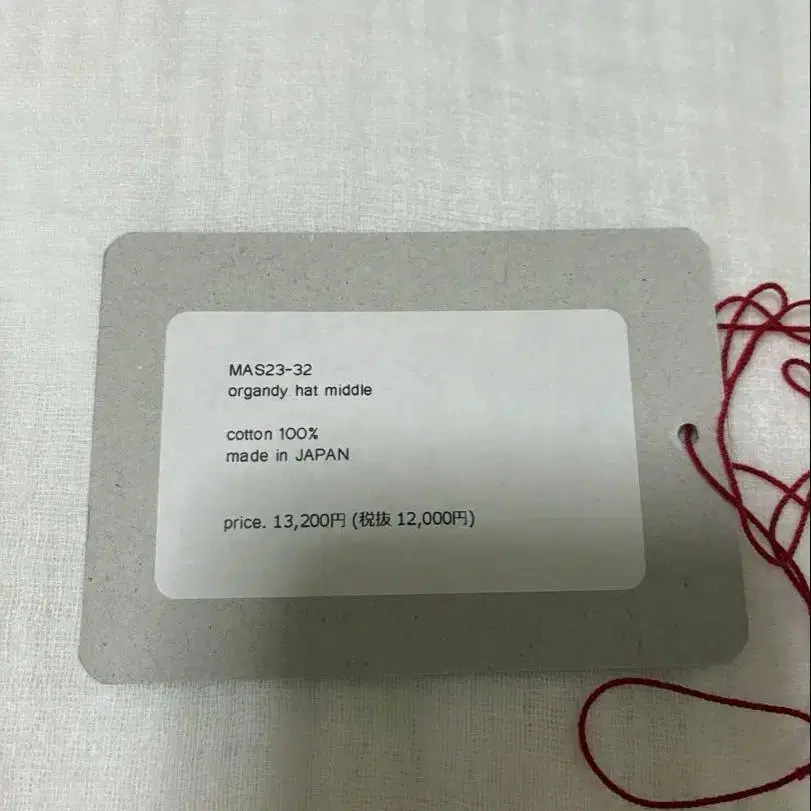 MAS23-32
organdy hat middle
cotton 100%
made in JAPAN
price. 13,200円 (税抜 12,000円)